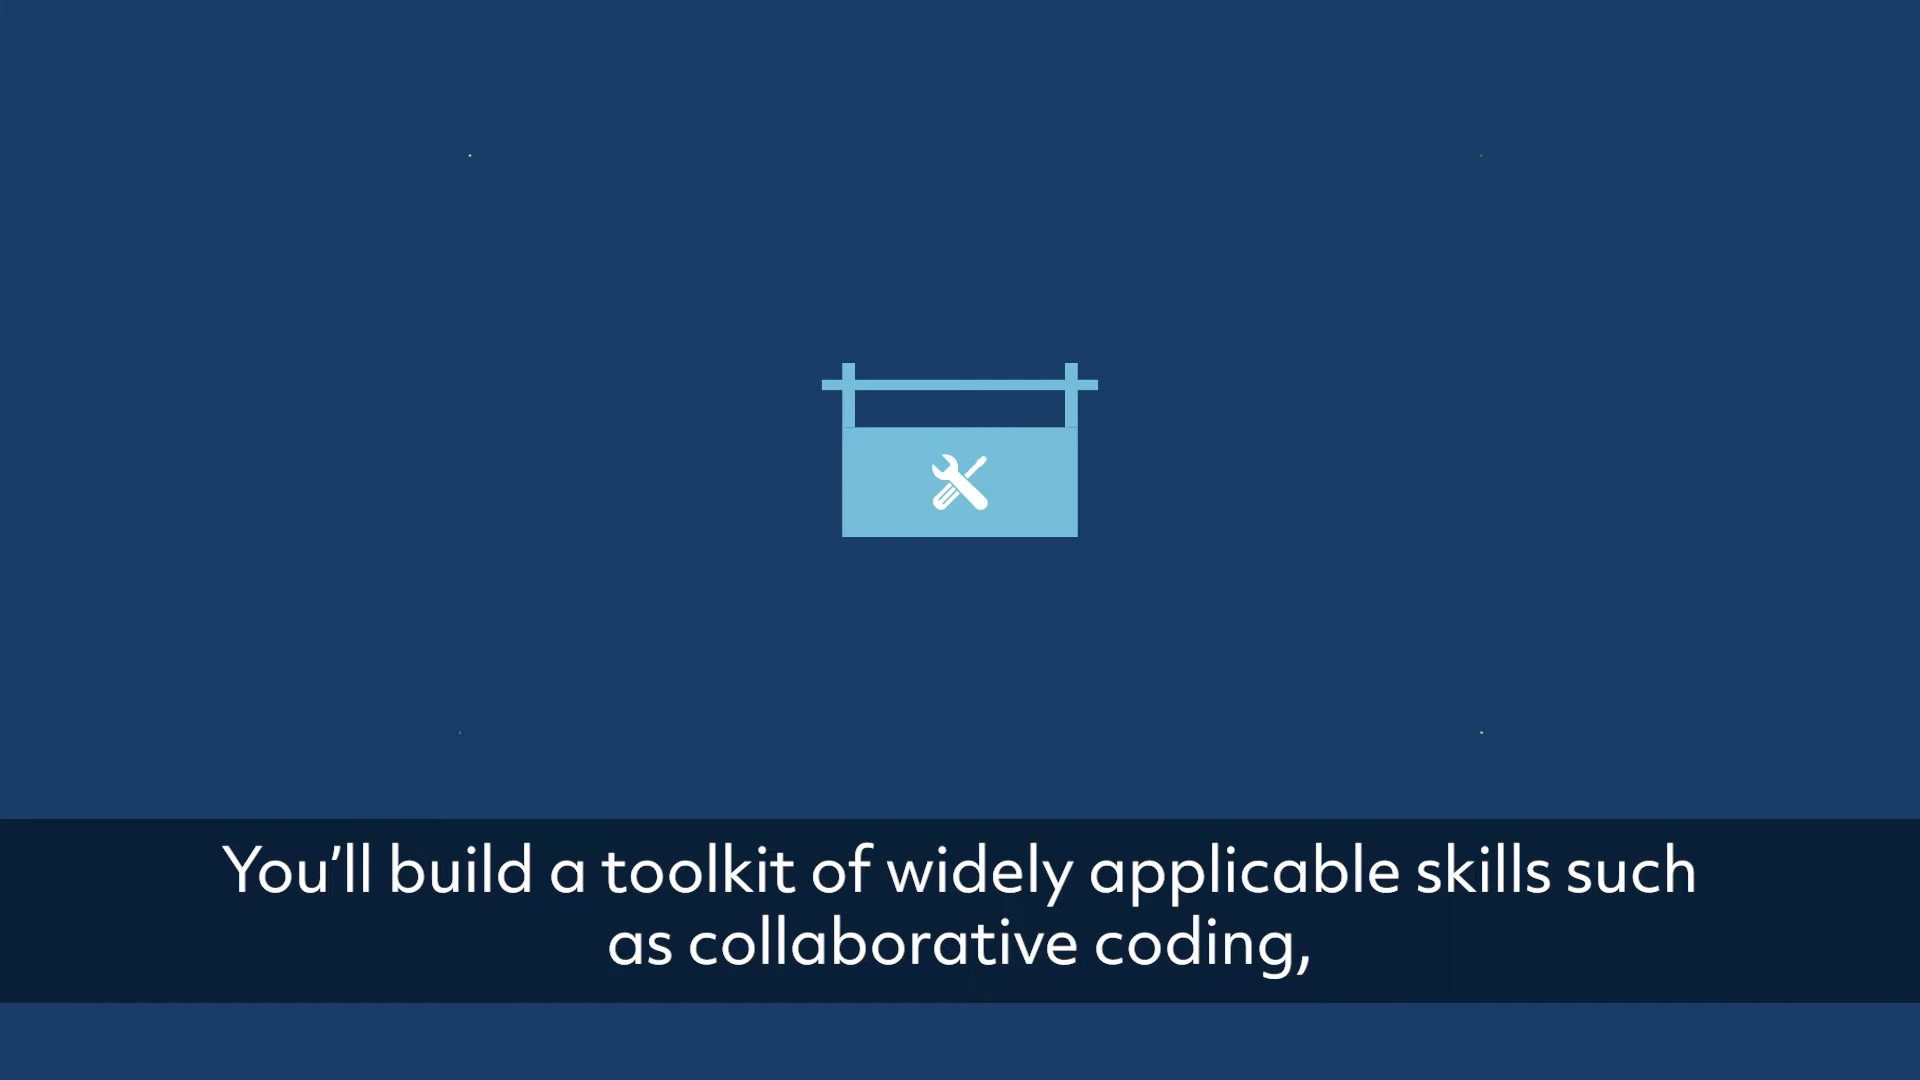 You’ll build a toolkit of widely applicable skills such
as collaborative coding,